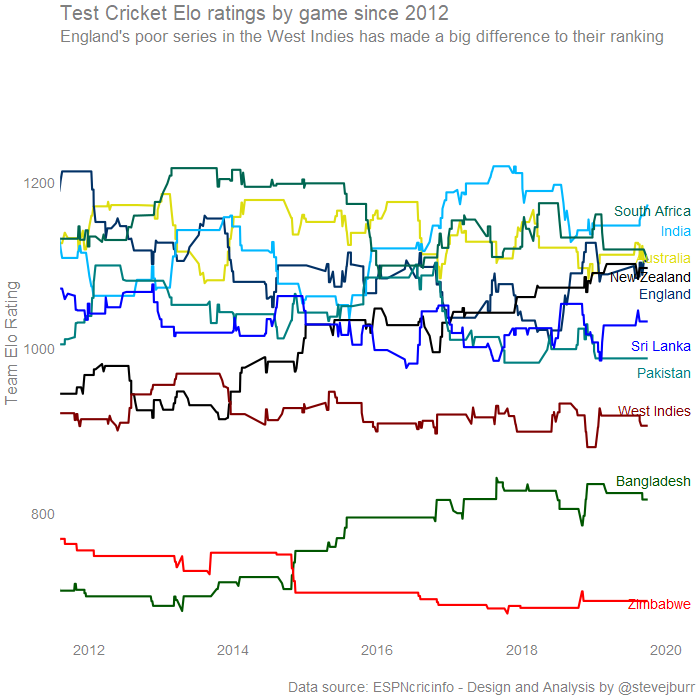 Test Cricket Elo ratings by game since 2012
England's poor series in the West Indies has made a big difference to their ranking
Team Elo Rating
1200
1000
800
South Africa
India
Australia
New Zealand
England
Sri Lanka
Pakistan
West Indies
Bangladesh
Zimbabwe
2012
2014
2016
2018
2020
Data source: ESPNcricinfo - Design and Analysis by @stevejburr